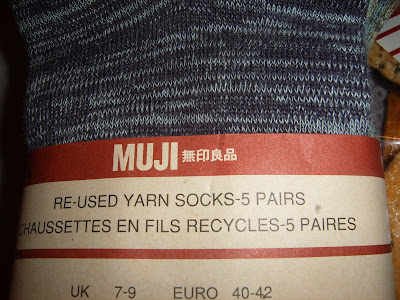 MUJI 無印良品
RE-USED YARN SOCKS-5 PAIRS
CHAUSSETTES EN FILS RECYCLES-5 PAIRES
UK 7-9 EURO 40-42